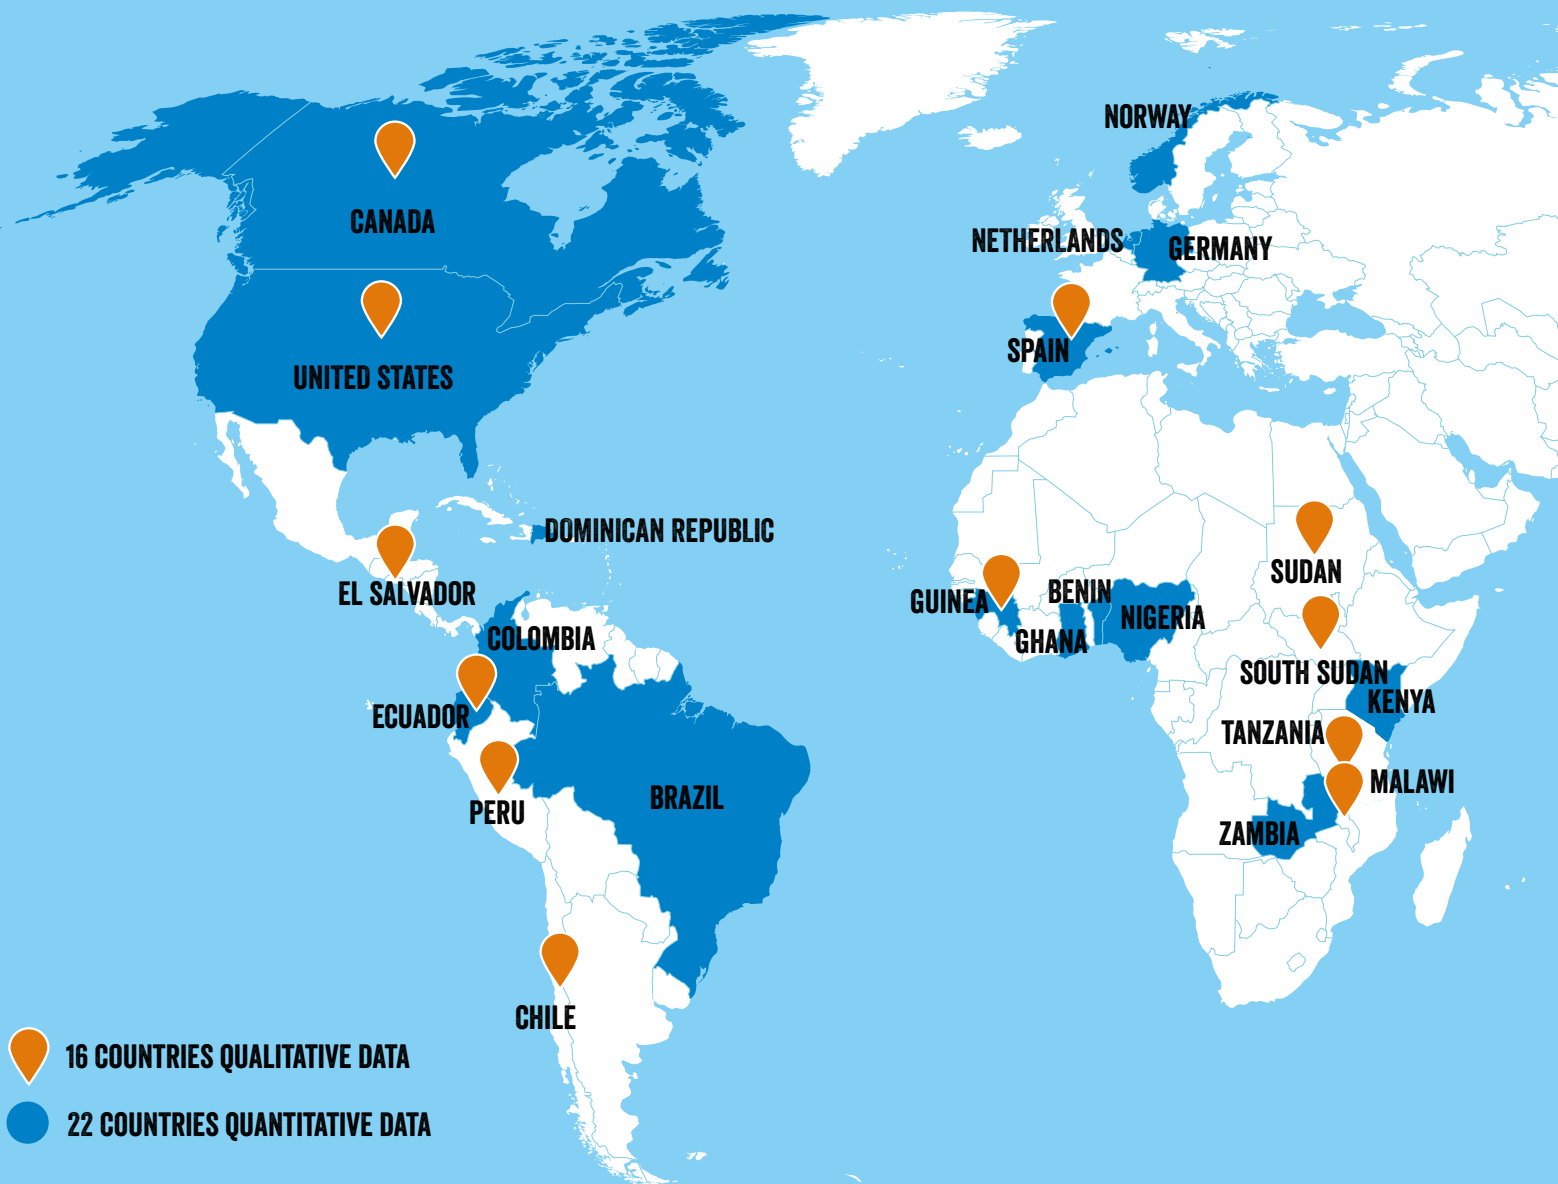 NORWAY
CANADA
NETHERLANDS
GERMANY
SPAIN
UNITED STATES
DOMINICAN REPUBLIC
SUDAN
EL SALVADOR
GUINEA
BENIN
NIGERIA
COLOMBIA
GHANA
SOUTH SUDAN
KENYA
ECUADOR
TANZANIA
MALAWI
BRAZIL
PERU
ZAMBIA
CHILE
16 COUNTRIES QUALITATIVE DATA
22 COUNTRIES QUANTITATIVE DATA